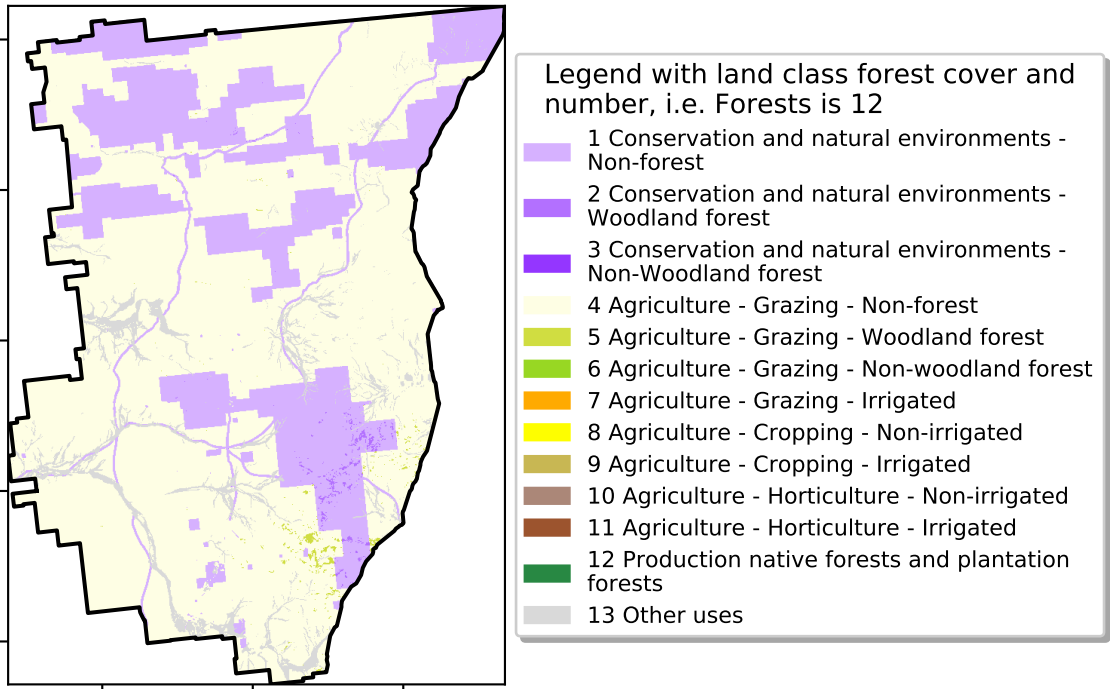 Legend with land class forest cover and
number, i.e. Forests is 12
1 Conservation and natural environments -
Non-forest
2 Conservation and natural environments -
Woodland forest
3 Conservation and natural environments -
Non-Woodland forest
4 Agriculture - Grazing - Non-forest
5 Agriculture - Grazing - Woodland forest
6 Agriculture - Grazing - Non-woodland forest
7 Agriculture - Grazing - Irrigated
8 Agriculture - Cropping - Non-irrigated
9 Agriculture - Cropping - Irrigated
10 Agriculture - Horticulture - Non-irrigated
11 Agriculture - Horticulture - Irrigated
12 Production native forests and plantation
forests
13 Other uses